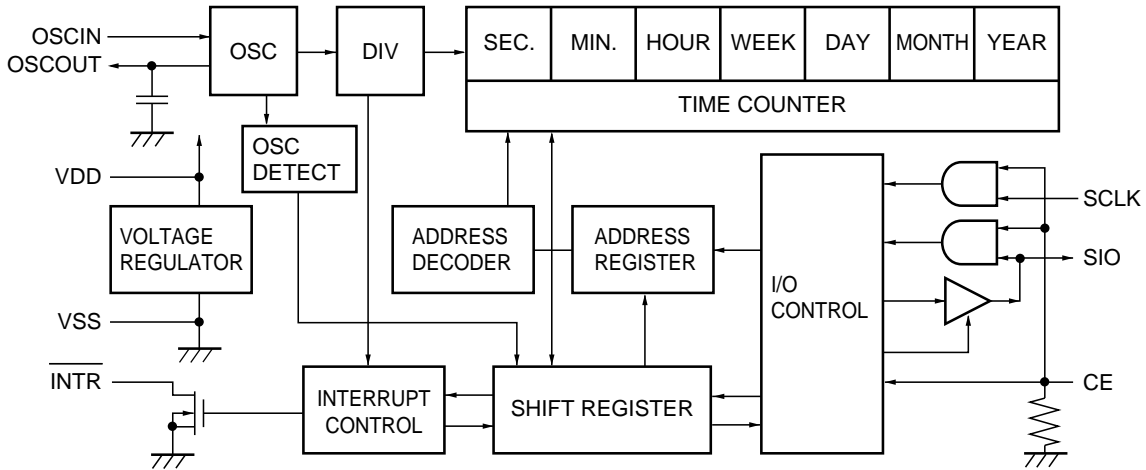 OSCIN
OSCOUT
OSC
DIV
SEC.
MIN.
HOUR
WEEK
DAY
MONTH
YEAR
TIME COUNTER
OSC
DETECT
VDD
VOLTAGE
REGULATOR
VSS
ADDRESS
DECODER
ADDRESS
REGISTER
I/O
CONTROL
SCLK
SIO
CE
INTR
INTERRUPT
CONTROL
SHIFT REGISTER